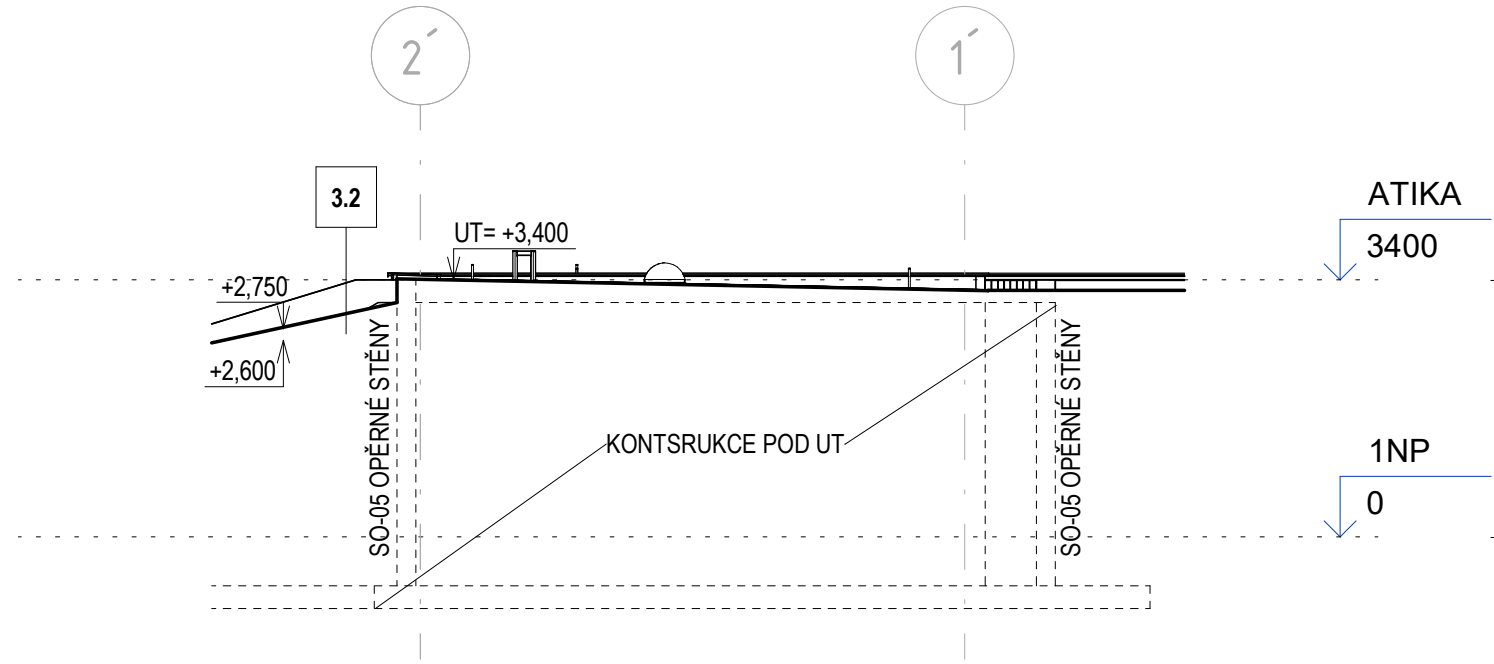 2´
1´
3.2
ATIKA
3400
UT= +3,400
+2,750
+2,600
SO-05 OPĚRNÉ STĚNY
SO-05 OPĚRNÉ STĚNY
KONTSRUKCE POD UT
1NP
0